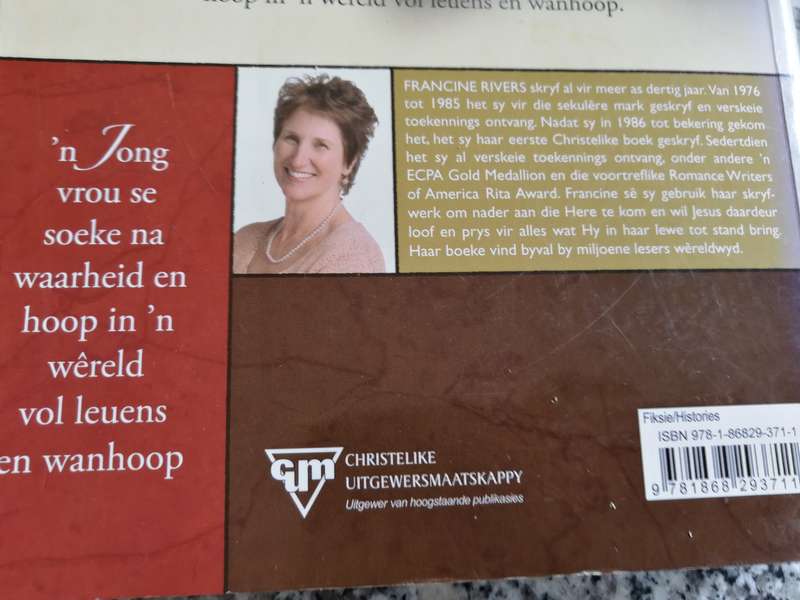 hoop in 'n wêreld vol leuens en wanhoop.
'n Jong
vrou se
soeke na
waarheid en
hoop in 'n
wêreld
vol leuens
en wanhoop
FRANCINE RIVERS skryf al vir meer as dertig jaar. Van 1976
tot 1985 het sy vir die sekulêre mark geskryf en verskeie
toekennings ontvang. Nadat sy in 1986 tot bekering gekom
het, het sy haar eerste Christelike boek geskryf. Sedertdien
het sy al verskeie toekennings ontvang, onder andere 'n
ECPA Gold Medallion en die voortreflike Romance Writers
of America Rita Award. Francine sê sy gebruik haar skryf-
werk om nader aan die Here te kom en wil Jesus daardeur
loof en prys vir alles wat Hy in haar lewe tot stand bring.
Haar boeke vind byval by miljoene lesers wêreldwyd.
cum
CHRISTELIKE
UITGEWERSMAATSKAPPY
Uitgewer van hoogstaande publikasies
Fiksie/Histories
ISBN 978-1-86829-371-1
9 781868 293711